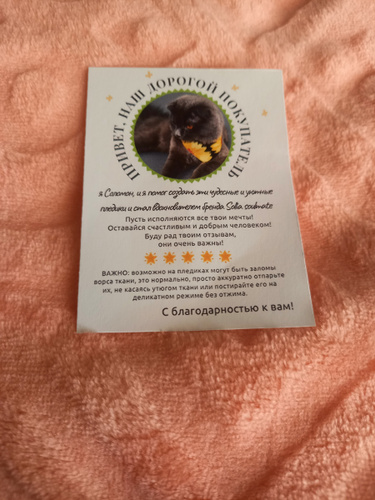 ПРИВЕТ, НАШ ДОРОГОЙ ПОКУПАТЕЛЬ
я Соломон, и я помог создать эти чудесные и уютные
пледики и стал вдохновителем бренда Solla soulmate
Пусть исполняются все твои мечты!
Оставайся счастливым и добрым человеком!
Буду рад твоим отзывам,
они очень важны!
ВАЖНО: возможно на пледиках могут быть заломы
ворса ткани, это нормально, просто аккуратно отпарьте
их, не касаясь утюгом ткани или постирайте его на
деликатном режиме без отжима.
С благодарностью к вам!